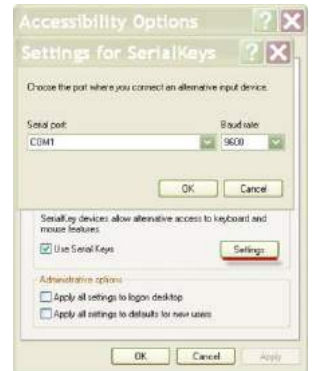 Accessibility Options
Settings for SerialKeys
Choose the port where you connect an alternative input device.
Serial port:
Baud rate:
COM1
9600
OK
Cancel
SerialKey devices allow alternative access to keyboard and
mouse features.
Use Serial Keys
Settings
Administrative options
Apply all settings to logon desktop
Apply all settings to defaults for new users
OK
Cancel
Apply